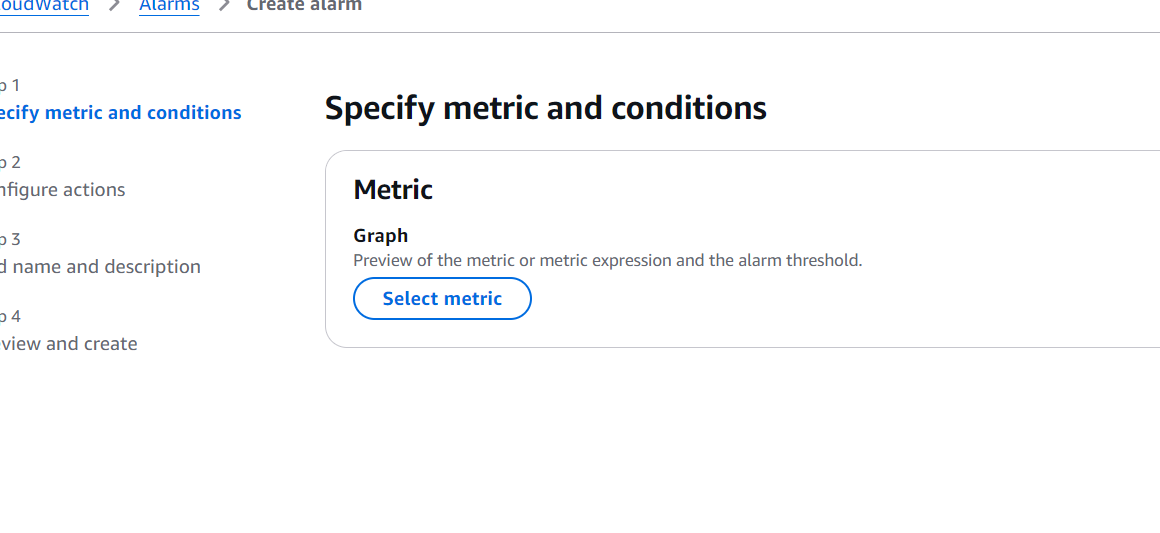 loudWatch > Alarms > Create alarm
p 1
ecify metric and conditions
p 2
nfigure actions
p 3
d name and description
p 4
view and create
Specify metric and conditions
Metric
Graph
Preview of the metric or metric expression and the alarm threshold.
Select metric